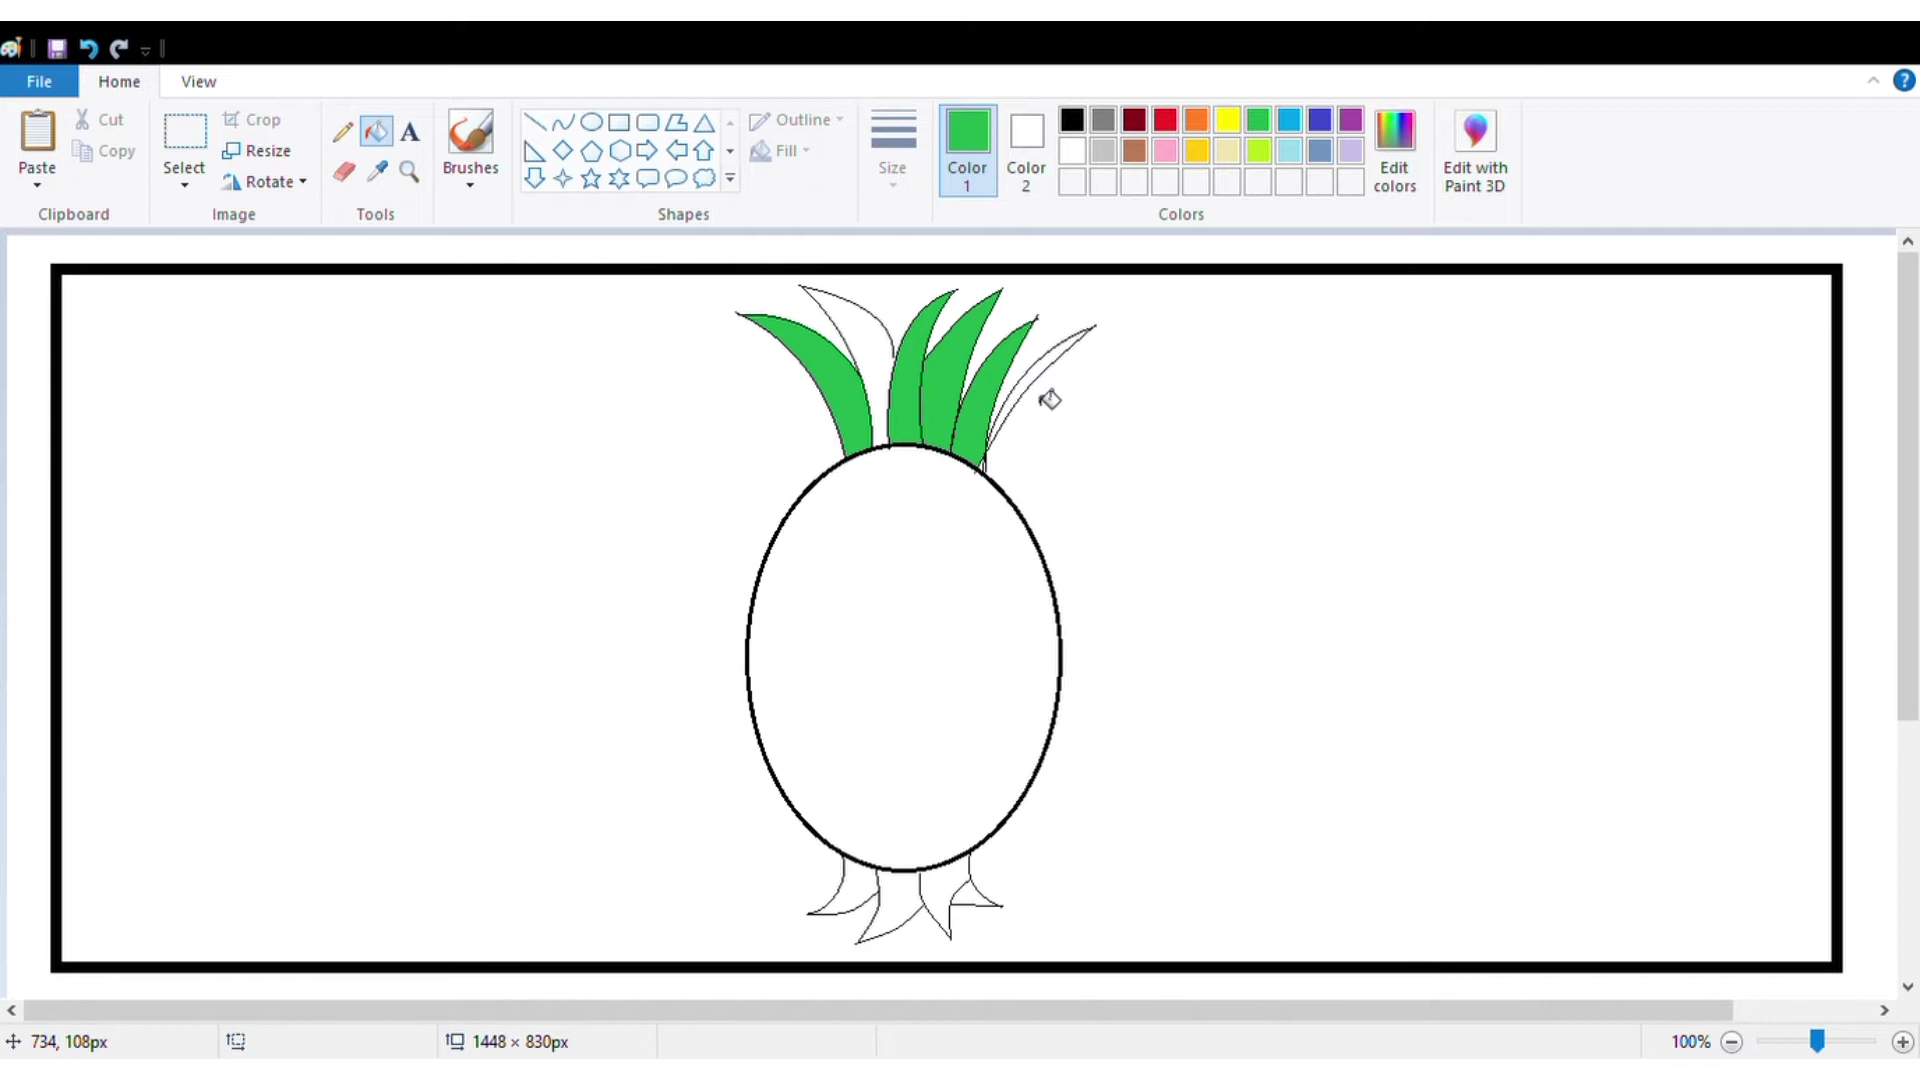 File Home View
Paste
Cut
Copy
Clipboard
Select
Crop
Resize
Rotate
Image
A
Tools
Brushes
Shapes
Outline
Fill
Size
Color
1
Color
2
Edit
colors
Colors
Edit with
Paint 3D
?
734, 108px
1448 × 830px
100%